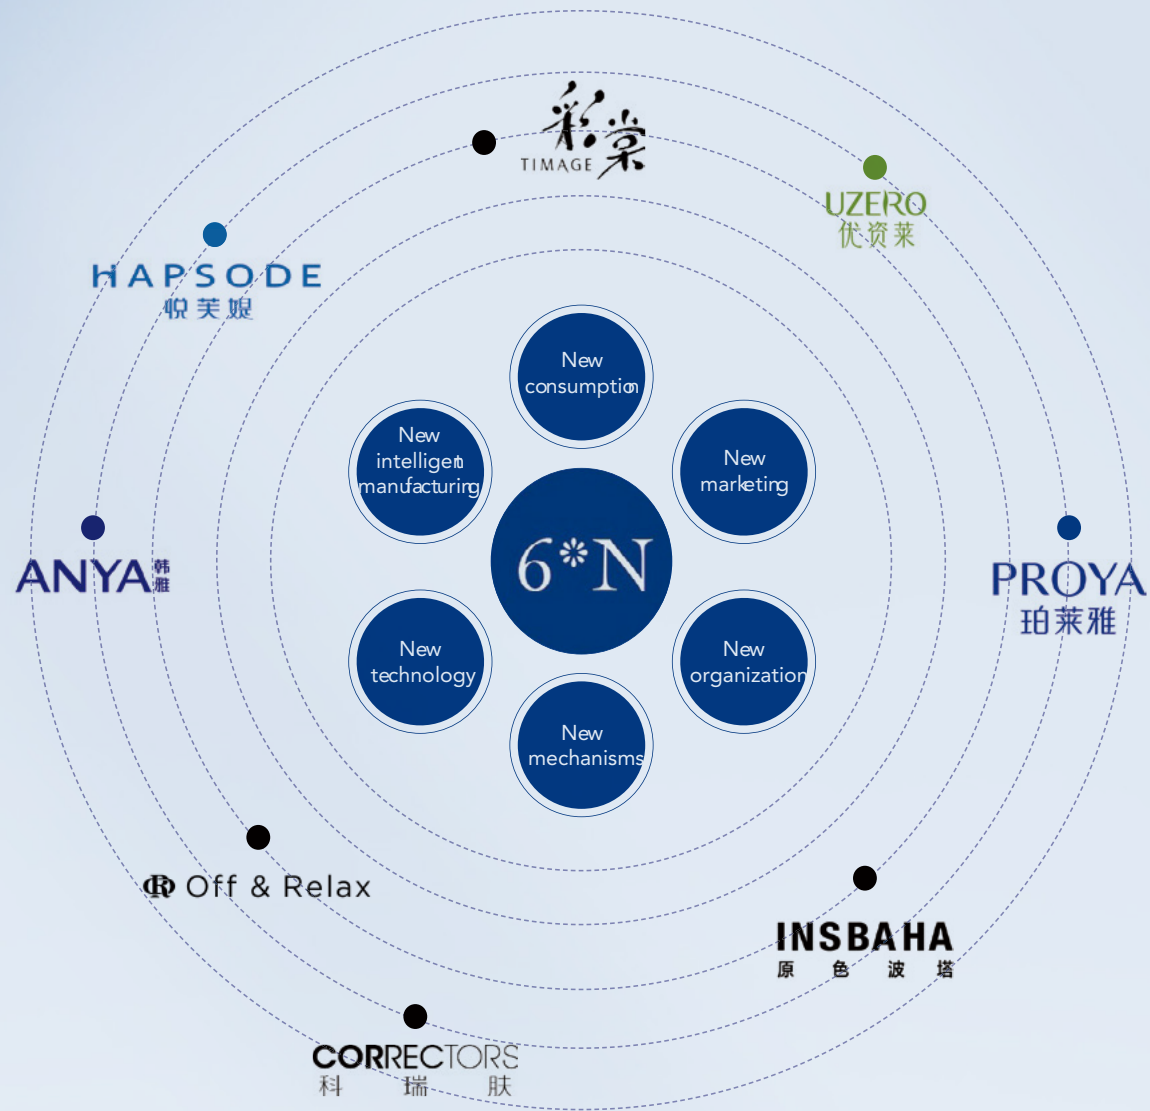 彩棠
TIMAGE
UZERO
优资莱
HAPSODE
悦芙媞
New
consumption
New
intelligent
manufacturing
New
marketing
6*N
ANYA 韩雅
PROYA
珀莱雅
New
technology
New
organization
New
mechanisms
Off & Relax
INSBAHA
原色波塔
CORRECTORS
科瑞肤